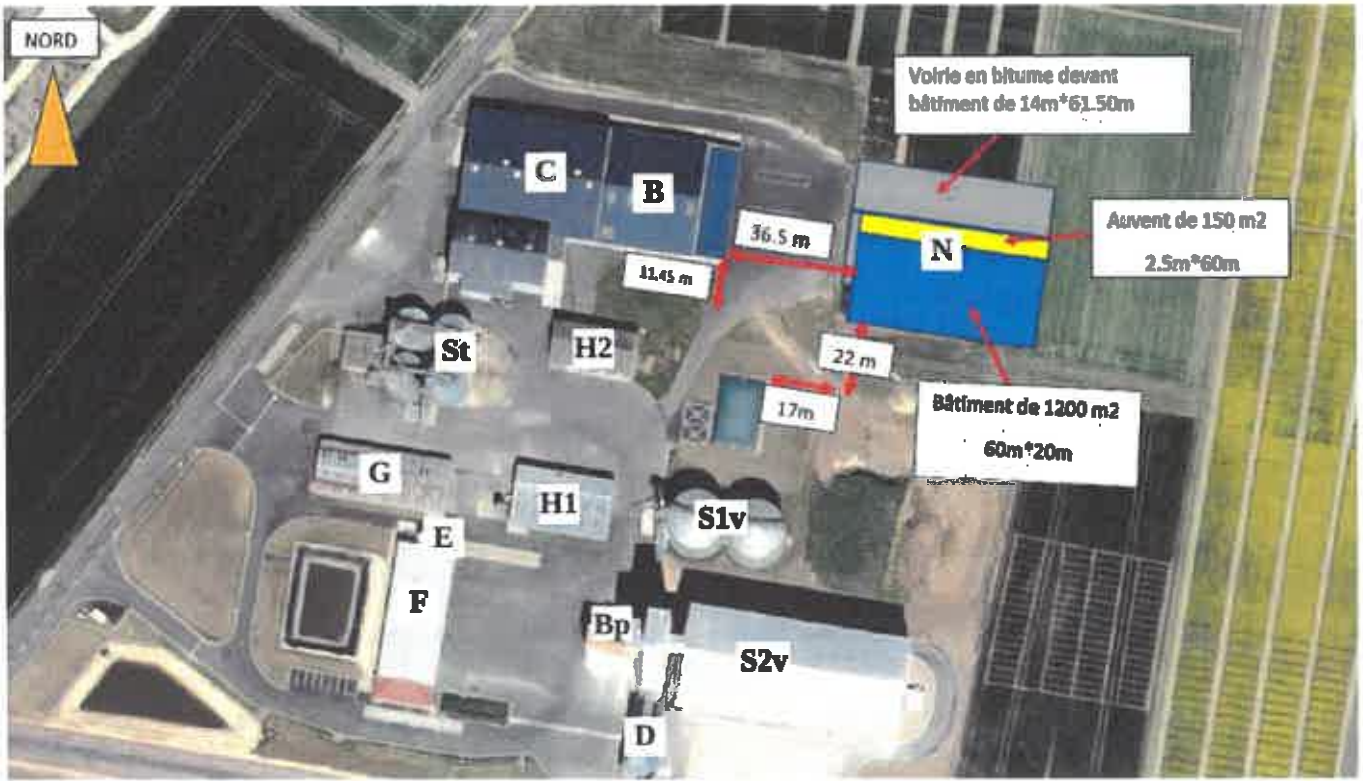 NORD
Voirie en bitume devant
bâtiment de 14m*61.50m
C
B
Auvent de 150 m2
2.5m*60m
36.5 m
N
11.45 m
St
H2
22 m
17m
Bâtiment de 1200 m2
60m*20m
G
H1
S1v
E
F
Bp
S2v
D